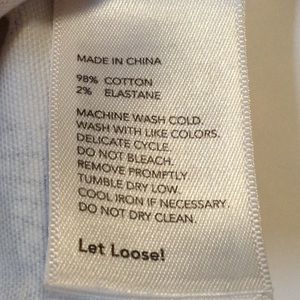 MADE IN CHINA
98% COTTON
2% ELASTANE
MACHINE WASH COLD.
WASH WITH LIKE COLORS.
DELICATE CYCLE.
DO NOT BLEACH.
REMOVE PROMPTLY
TUMBLE DRY LOW.
COOL IRON IF NECESSARY.
DO NOT DRY CLEAN.
Let Loose!